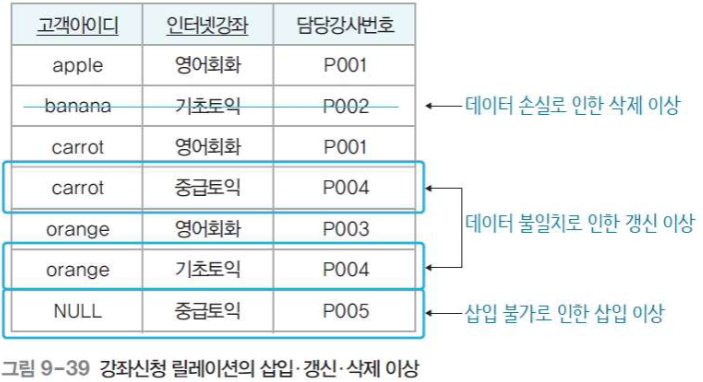 고객아이디 인터넷강좌 담당강사번호
apple 영어회화 P001
banana 기초토익 P002 데이터 손실로 인한 삭제 이상
carrot 영어회화 P001
carrot 중급토익 P004
데이터 불일치로 인한 갱신 이상
orange 영어회화 P003
orange 기초토익 P004
NULL 중급토익 P005 삽입 불가로 인한 삽입 이상
그림 9-39 강좌신청 릴레이션의 삽입·갱신·삭제 이상